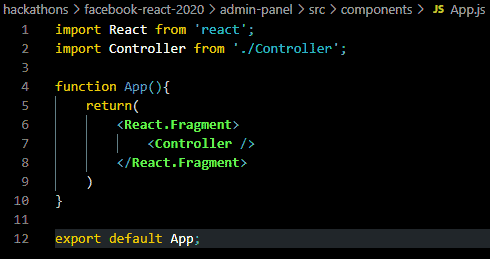 hackathons > facebook-react-2020 > admin-panel > src > components > JS App.js
1 import React from 'react';
2 import Controller from './Controller';
3
4 function App(){
5     return(
6         <React.Fragment>
7             <Controller />
8         </React.Fragment>
9     )
10 }
11
12 export default App;